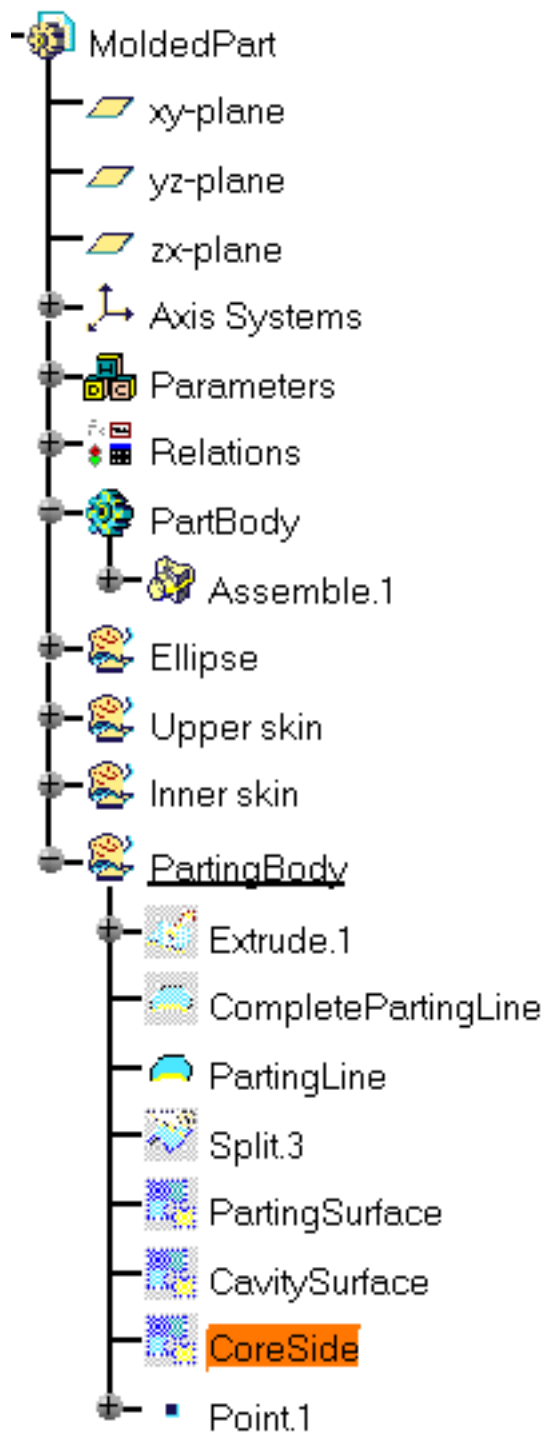 MoldedPart
xy-plane
yz-plane
zx-plane
Axis Systems
Parameters
Relations
PartBody
Assemble.1
Ellipse
Upper skin
Inner skin
PartingBody
Extrude.1
CompletePartingLine
PartingLine
Split.3
PartingSurface
CavitySurface
CoreSide
Point.1